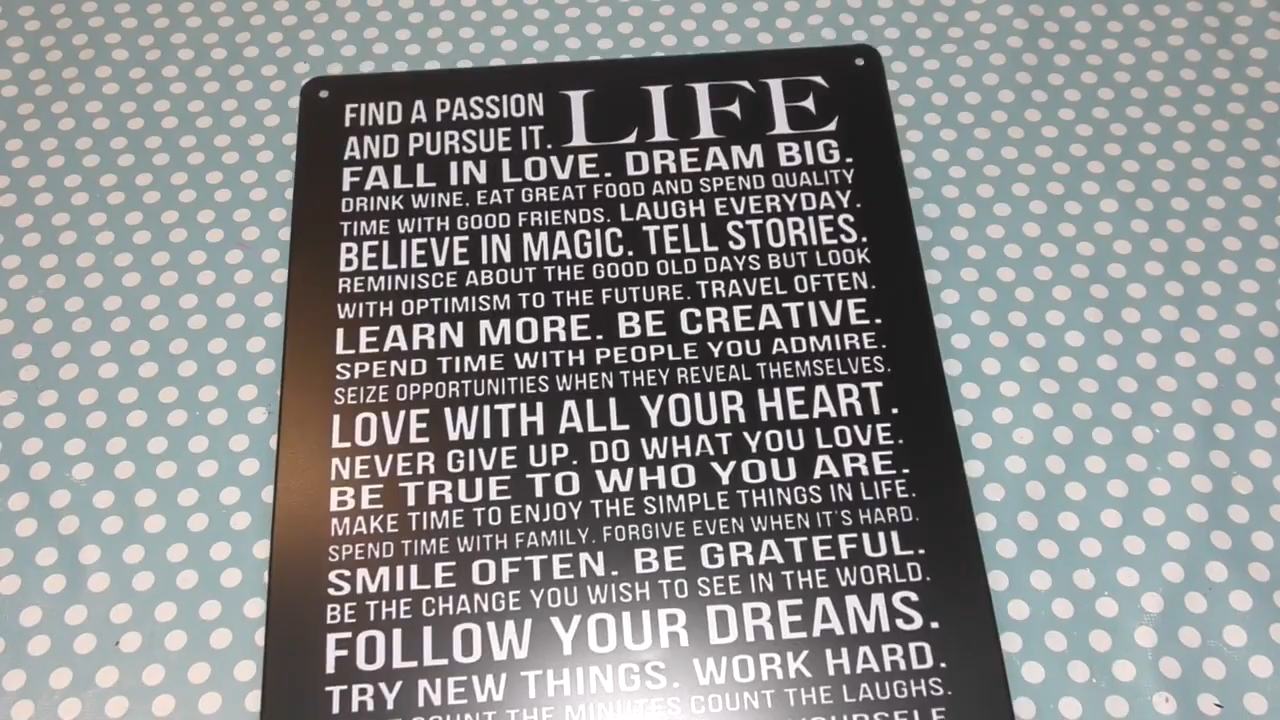 FIND A PASSION
AND PURSUE IT.
LIFE
FALL IN LOVE. DREAM BIG.
DRINK WINE, EAT GREAT FOOD AND SPEND QUALITY
TIME WITH GOOD FRIENDS. LAUGH EVERYDAY.
BELIEVE IN MAGIC. TELL STORIES.
REMINISCE ABOUT THE GOOD OLD DAYS BUT LOOK
WITH OPTIMISM TO THE FUTURE. TRAVEL OFTEN.
LEARN MORE. BE CREATIVE.
SPEND TIME WITH PEOPLE YOU ADMIRE.
SEIZE OPPORTUNITIES WHEN THEY REVEAL THEMSELVES.
LOVE WITH ALL YOUR HEART.
NEVER GIVE UP. DO WHAT YOU LOVE.
BE TRUE TO WHO YOU ARE.
MAKE TIME TO ENJOY THE SIMPLE THINGS IN LIFE.
SPEND TIME WITH FAMILY. FORGIVE EVEN WHEN IT'S HARD.
SMILE OFTEN. BE GRATEFUL.
BE THE CHANGE YOU WISH TO SEE IN THE WORLD.
FOLLOW YOUR DREAMS.
TRY NEW THINGS. WORK HARD.
COUNT THE MINUTES COUNT THE LAUGHS.
YOURSELF